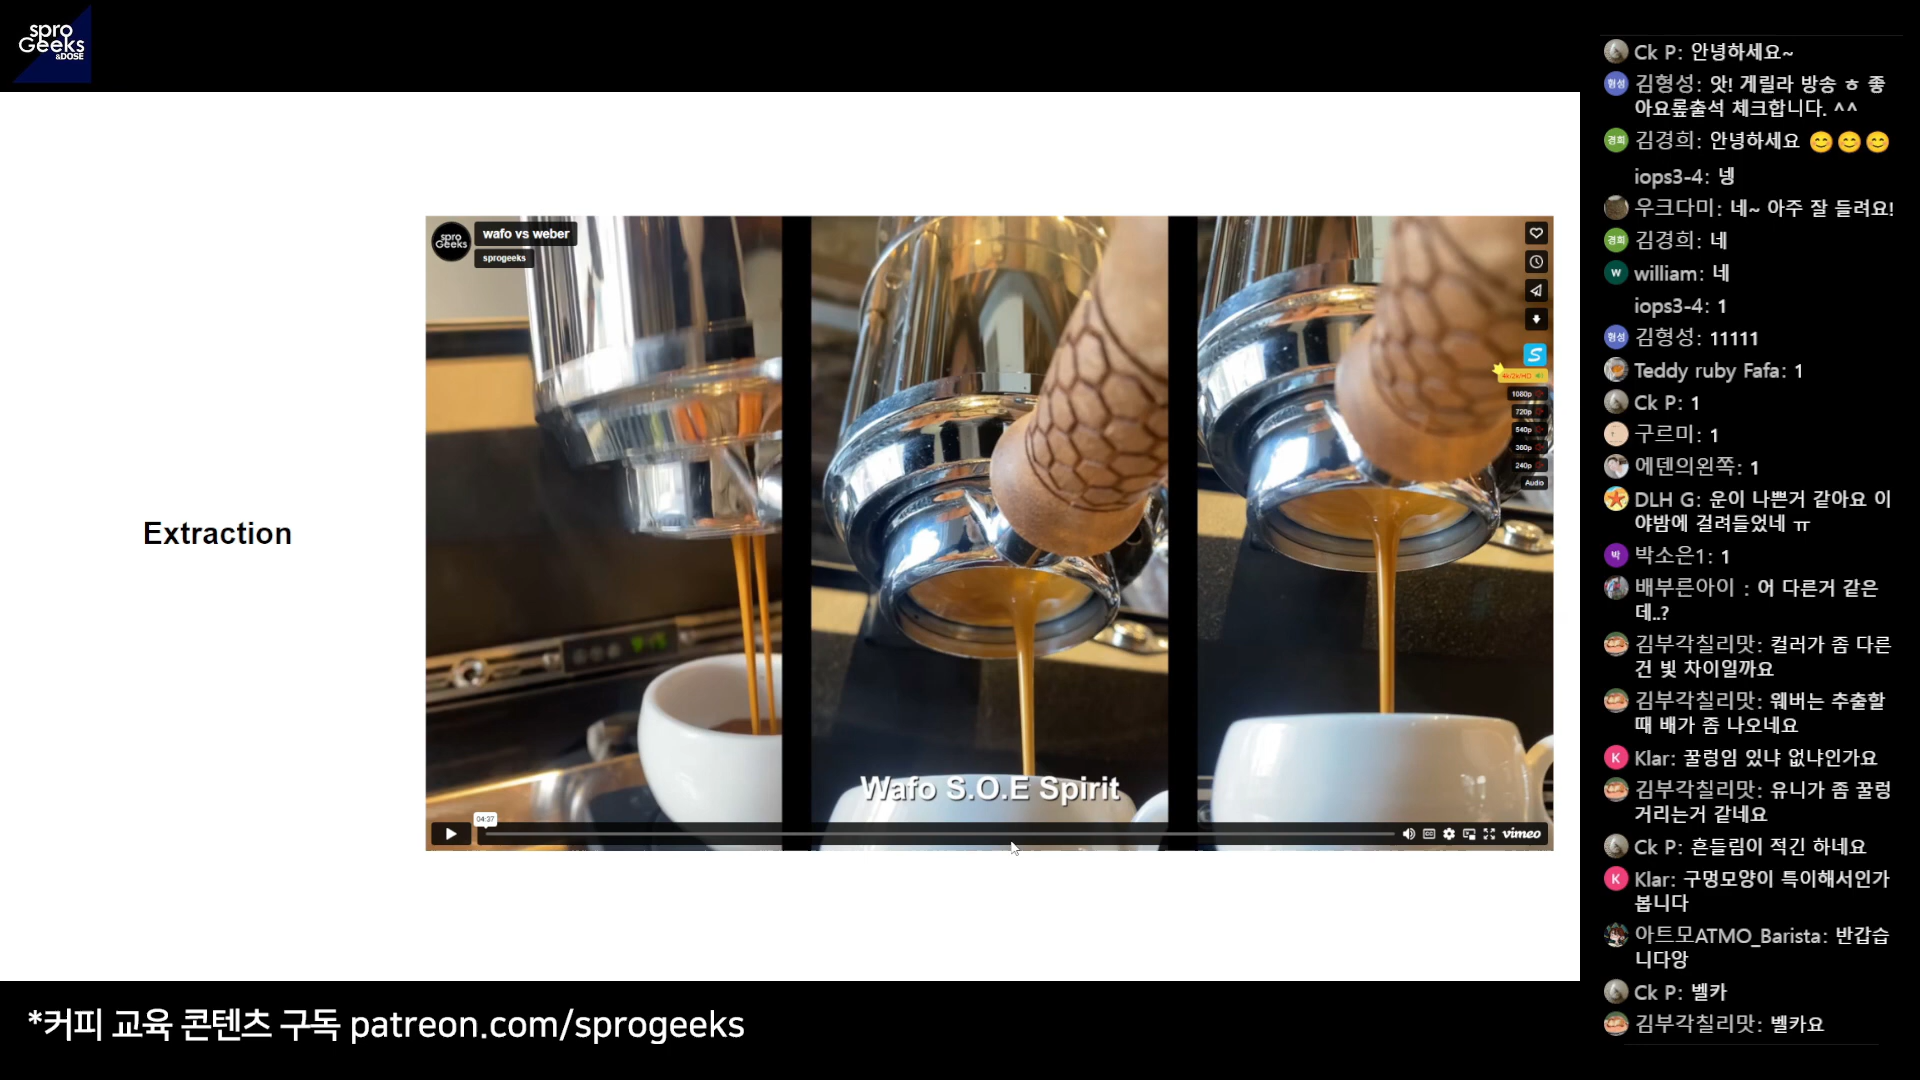 spro
Geeks
&DOSE
Extraction
spro
Geeks
wafo vs weber
sprogeeks
1080p
720p
540p
360p
240p
Audio
Wafo S.O.E Spirit
04:37
vimeo
*커피 교육 콘텐츠 구독 patreon.com/sprogeeks
Ck P: 안녕하세요~
형성 김형성: 앗! 게릴라 방송 ㅎ 좋
아요롶출석 체크합니다. ^^
경희 김경희: 안녕하세요 😊😊😊
iops3-4: 넹
우크다미: 네~ 아주 잘 들려요!
경희 김경희: 네
W william: 네
iops3-4: 1
형성 김형성: 11111
Teddy ruby Fafa: 1
Ck P: 1
구르미: 1
에덴의왼쪽: 1
DLH G: 운이 나쁜거 같아요 이
야밤에 걸려들었네 ㅠ
박 박소은1: 1
배부른아이 : 어 다른거 같은
데..?
김부각칠리맛: 컬러가 좀 다른
건 빛 차이일까요
김부각칠리맛: 웨버는 추출할
때 배가 좀 나오네요
K Klar: 꿀렁임 있냐 없냐인가요
김부각칠리맛: 유니가 좀 꿀렁
거리는거 같네요
Ck P: 흔들림이 적긴 하네요
K Klar: 구멍모양이 특이해서인가
봅니다
아트모ATMO_Barista: 반갑습
니다앙
Ck P: 벨카
김부각칠리맛: 벨카요